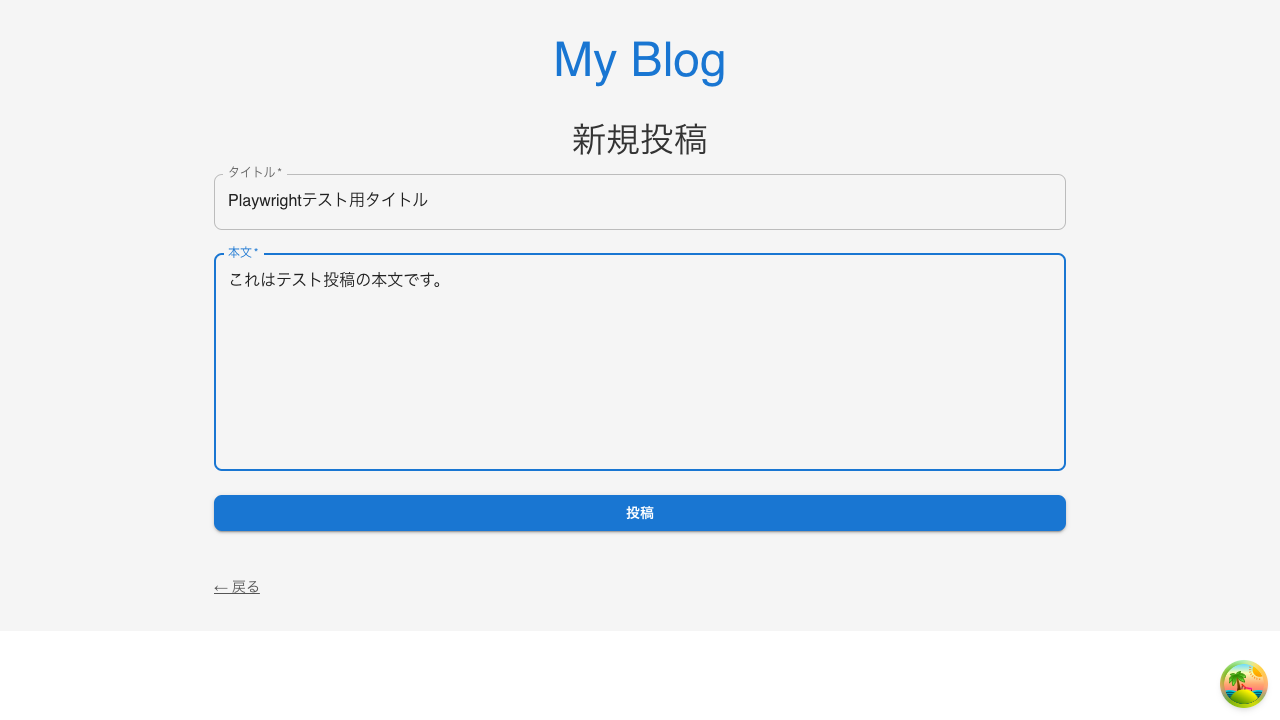 My Blog
新規投稿
タイトル *
Playwrightテスト用タイトル
本文 *
これはテスト投稿の本文です。
投稿
← 戻る